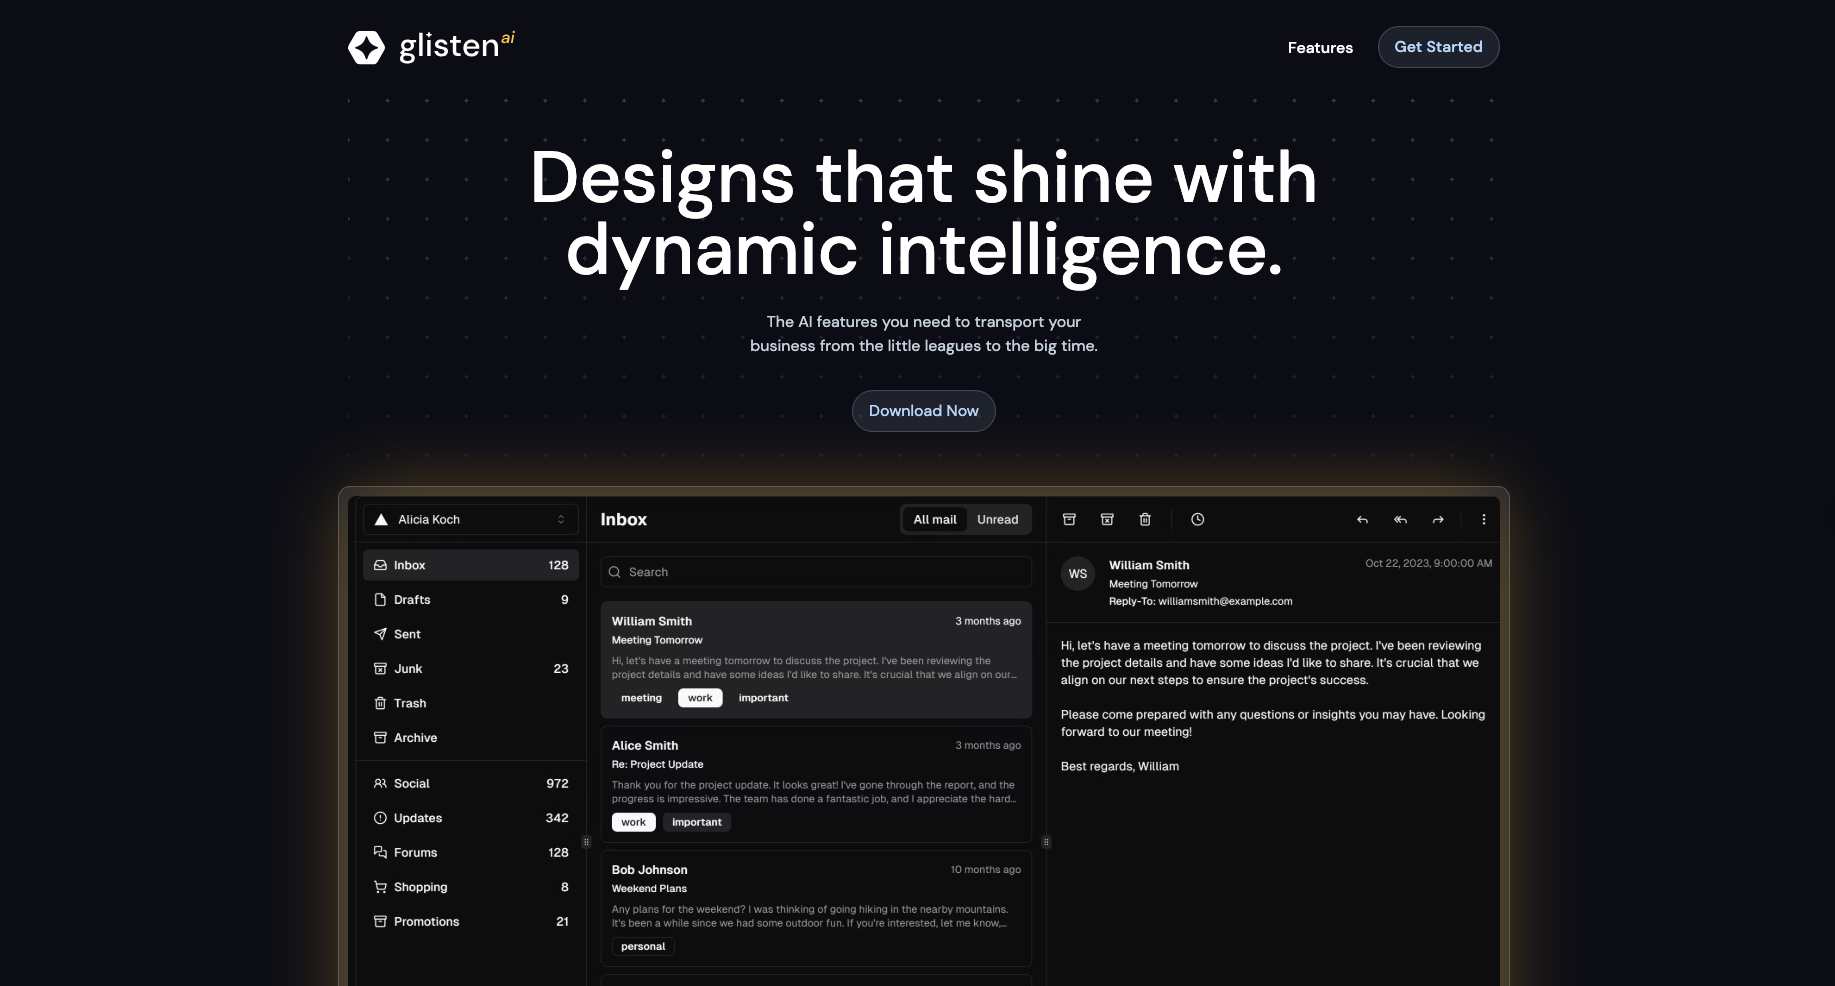 glisten ai
Features
Get Started
Designs that shine with
dynamic intelligence.
The AI features you need to transport your
business from the little leagues to the big time.
Download Now
Alicia Koch
Inbox 128
Drafts 9
Sent
Junk 23
Trash
Archive
Social 972
Updates 342
Forums 128
Shopping 8
Promotions 21
Inbox
All mail
Unread
Search
William Smith 3 months ago
Meeting Tomorrow
Hi, let's have a meeting tomorrow to discuss the project. I've been reviewing the
project details and have some ideas I'd like to share. It's crucial that we align on our...
meeting work important
Alice Smith 3 months ago
Re: Project Update
Thank you for the project update. It looks great! I've gone through the report, and the
progress is impressive. The team has done a fantastic job, and I appreciate the hard...
work important
Bob Johnson 10 months ago
Weekend Plans
Any plans for the weekend? I was thinking of going hiking in the nearby mountains.
It's been a while since we had some outdoor fun. If you're interested, let me know,...
personal
WS
William Smith Oct 22, 2023, 9:00:00 AM
Meeting Tomorrow
Reply-To: williamsmith@example.com
Hi, let's have a meeting tomorrow to discuss the project. I've been reviewing
the project details and have some ideas I'd like to share. It's crucial that we
align on our next steps to ensure the project's success.
Please come prepared with any questions or insights you may have. Looking
forward to our meeting!
Best regards, William